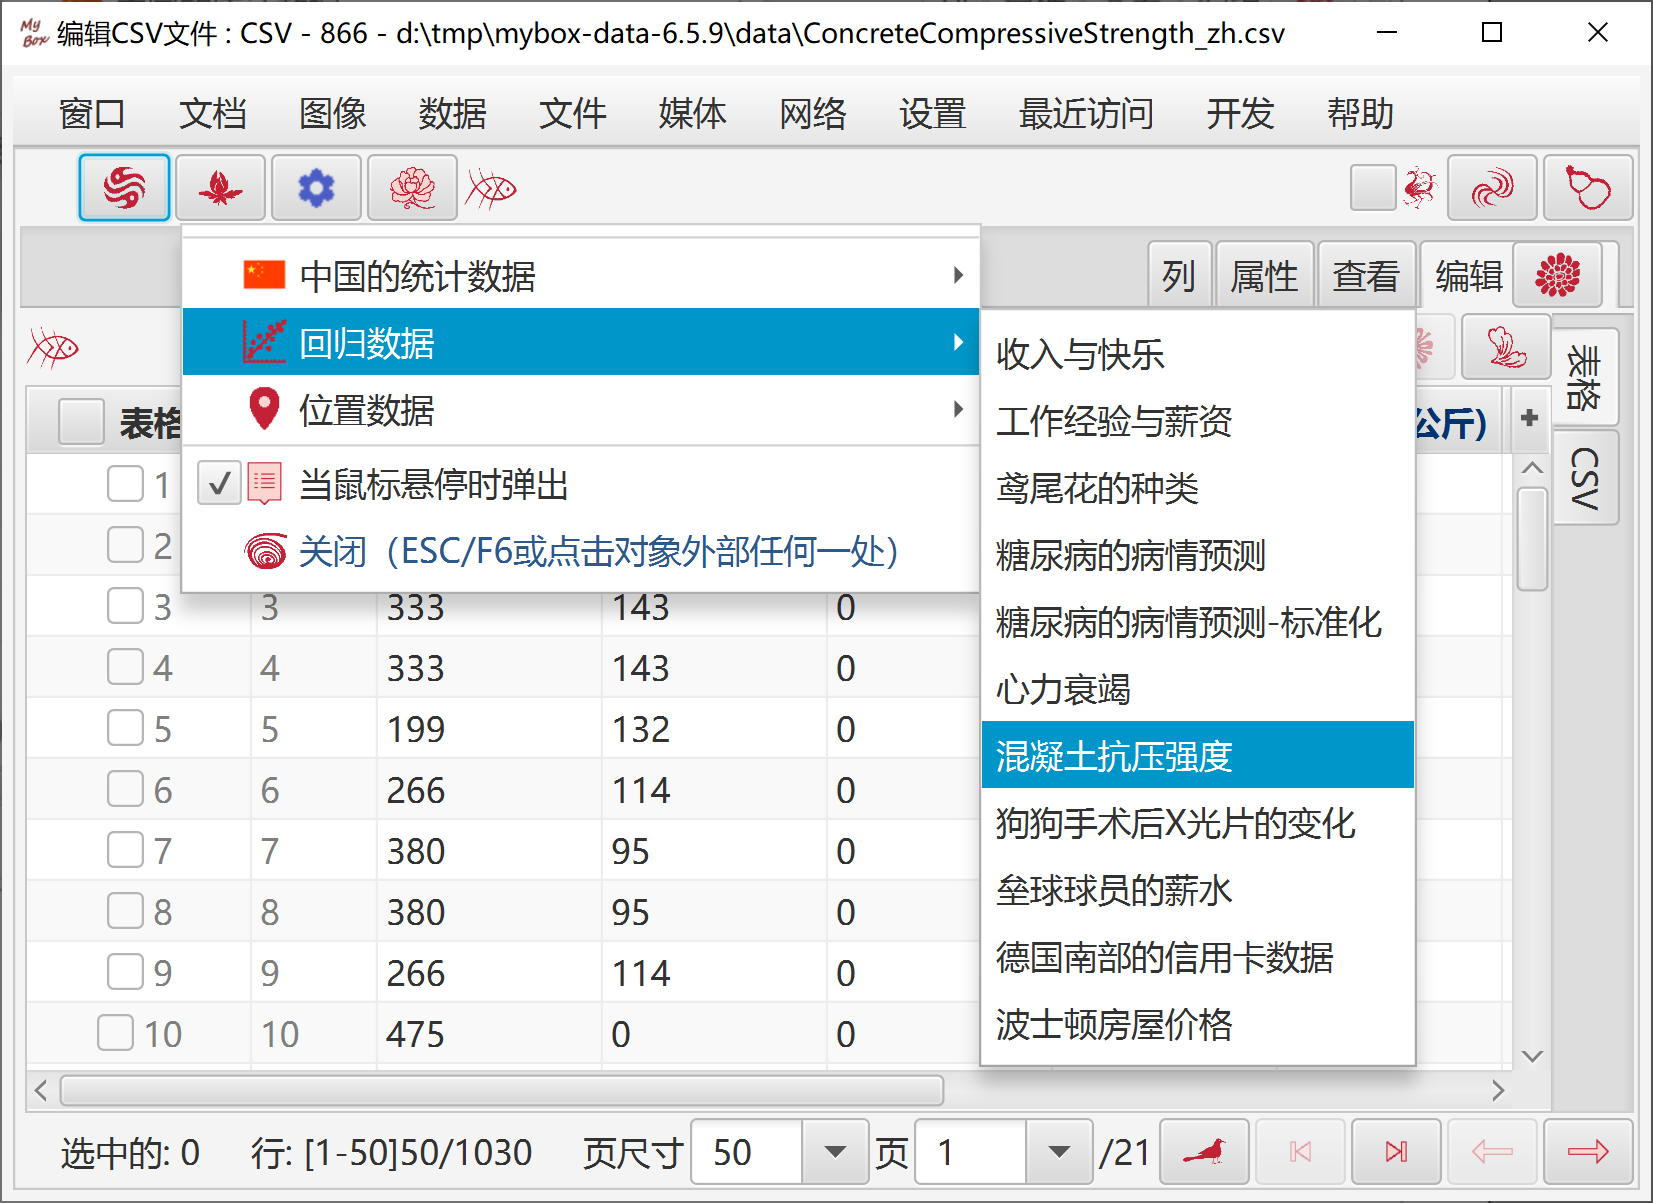 My Box 编辑CSV文件 : CSV - 866 - d:\tmp\mybox-data-6.5.9\data\ConcreteCompressiveStrength_zh.csv
窗口 文档 图像 数据 文件 媒体 网络 设置 最近访问 开发 帮助
中国的统计数据
回归数据
位置数据
当鼠标悬停时弹出
关闭（ESC/F6或点击对象外部任何一处）
列 属性 查看 编辑
收入与快乐
工作经验与薪资
鸢尾花的种类
糖尿病的病情预测
糖尿病的病情预测-标准化
心力衰竭
混凝土抗压强度
狗狗手术后X光片的变化
垒球球员的薪水
德国南部的信用卡数据
波士顿房屋价格
表格
CSV
表格 公斤) +
1
2
3 3 333 143 0
4 4 333 143 0
5 5 199 132 0
6 6 266 114 0
7 7 380 95 0
8 8 380 95 0
9 9 266 114 0
10 10 475 0 0
选中的: 0 行: [1-50]50/1030 页尺寸 50 页 1 /21